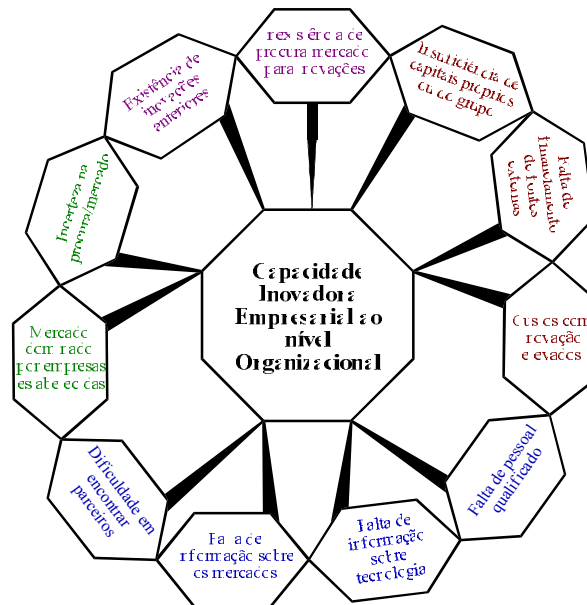 Inexistência de
procura/mercado
para inovações
Insuficiência de
capitais próprios
ou do grupo
Falta de
financiamento
de fontes
externas
Custos com
inovação
elevados
Falta de pessoal
qualificado
Falta de
informação
sobre
tecnologia
Falta de
informação sobre
os mercados
Dificuldade em
encontrar
parceiros
Mercado
dominado
por empresas
estabelecidas
Incerteza na
procura/mercado
Existência de
inovações
anteriores
Capacidade
Inovadora
Empresarial ao
nível
Organizacional